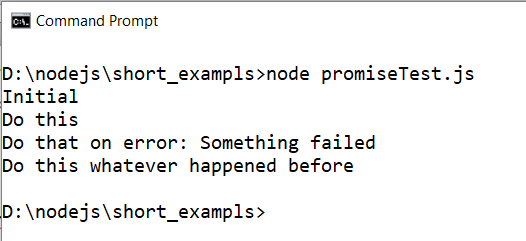 Command Prompt
D:\nodejs\short_exampls>node promiseTest.js
Initial
Do this
Do that on error: Something failed
Do this whatever happened before
D:\nodejs\short_exampls>